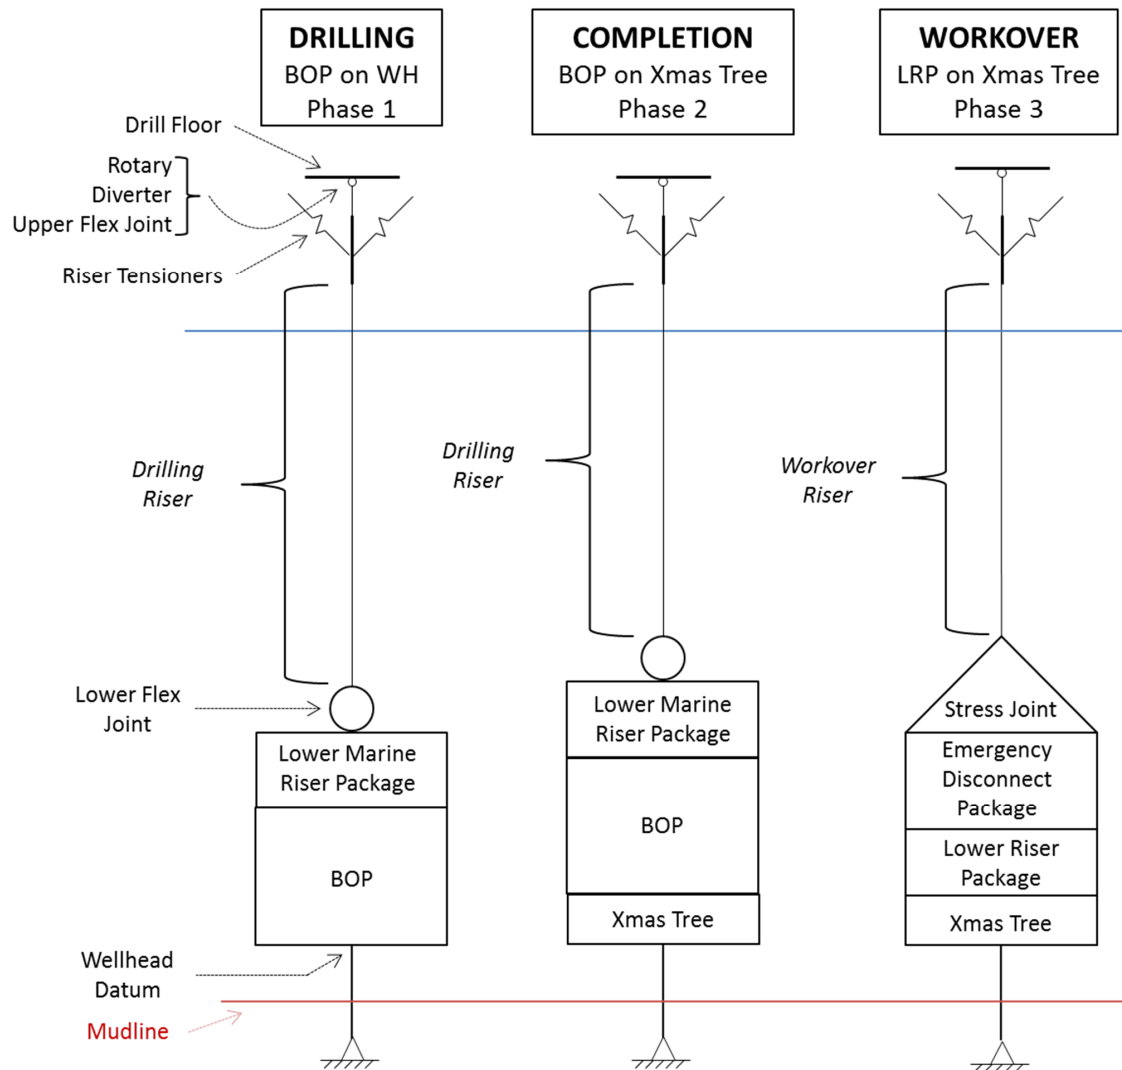 DRILLING
BOP on WH
Phase 1
COMPLETION
BOP on Xmas Tree
Phase 2
WORKOVER
LRP on Xmas Tree
Phase 3
Drill Floor
Rotary
Diverter
Upper Flex Joint
Riser Tensioners
Drilling
Riser
Drilling
Riser
Workover
Riser
Lower Flex
Joint
Lower Marine
Riser Package
BOP
Lower Marine
Riser Package
BOP
Xmas Tree
Stress Joint
Emergency
Disconnect
Package
Lower Riser
Package
Xmas Tree
Wellhead
Datum
Mudline